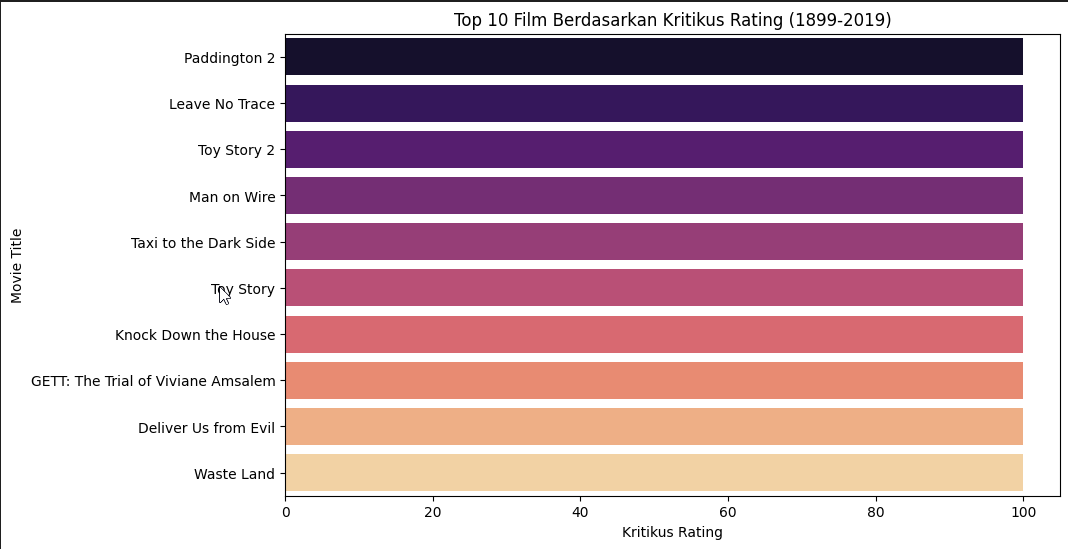 Top 10 Film Berdasarkan Kritikus Rating (1899-2019)
Movie Title
Paddington 2
Leave No Trace
Toy Story 2
Man on Wire
Taxi to the Dark Side
Toy Story
Knock Down the House
GETT: The Trial of Viviane Amsalem
Deliver Us from Evil
Waste Land
0 20 40 60 80 100
Kritikus Rating